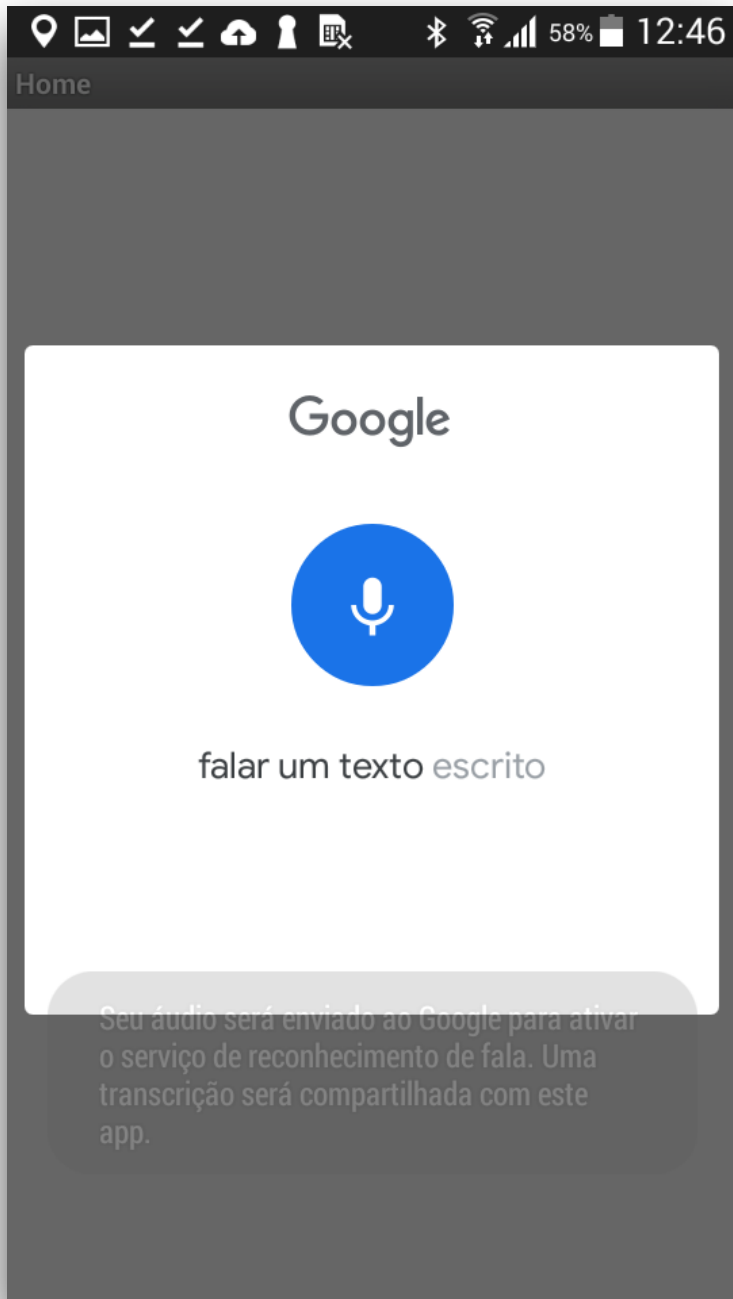 58% 12:46
Home
Google
falar um texto escrito
Seu áudio será enviado ao Google para ativar
o serviço de reconhecimento de fala. Uma
transcrição será compartilhada com este
app.